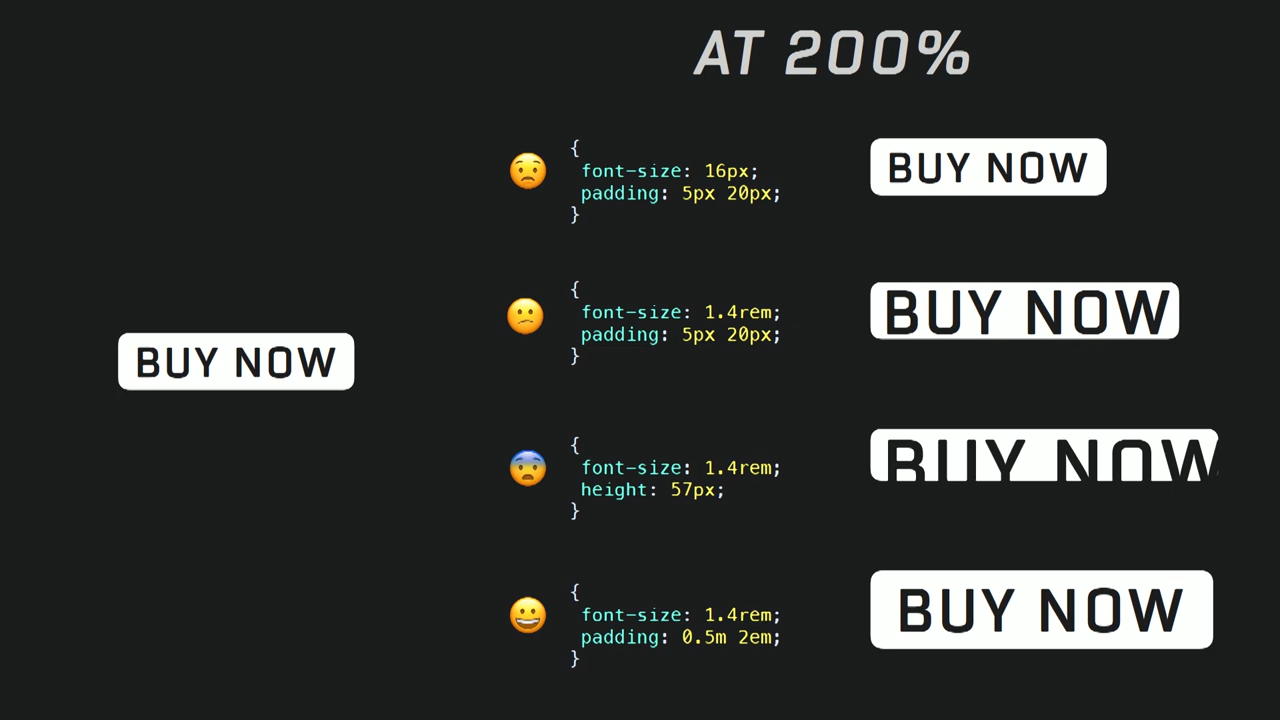 AT 200%
{
font-size: 16px;
padding: 5px 20px;
}
BUY NOW
{
font-size: 1.4rem;
padding: 5px 20px;
}
BUY NOW
BUY NOW
{
font-size: 1.4rem;
height: 57px;
}
BUY NOW
{
font-size: 1.4rem;
padding: 0.5m 2em;
}
BUY NOW